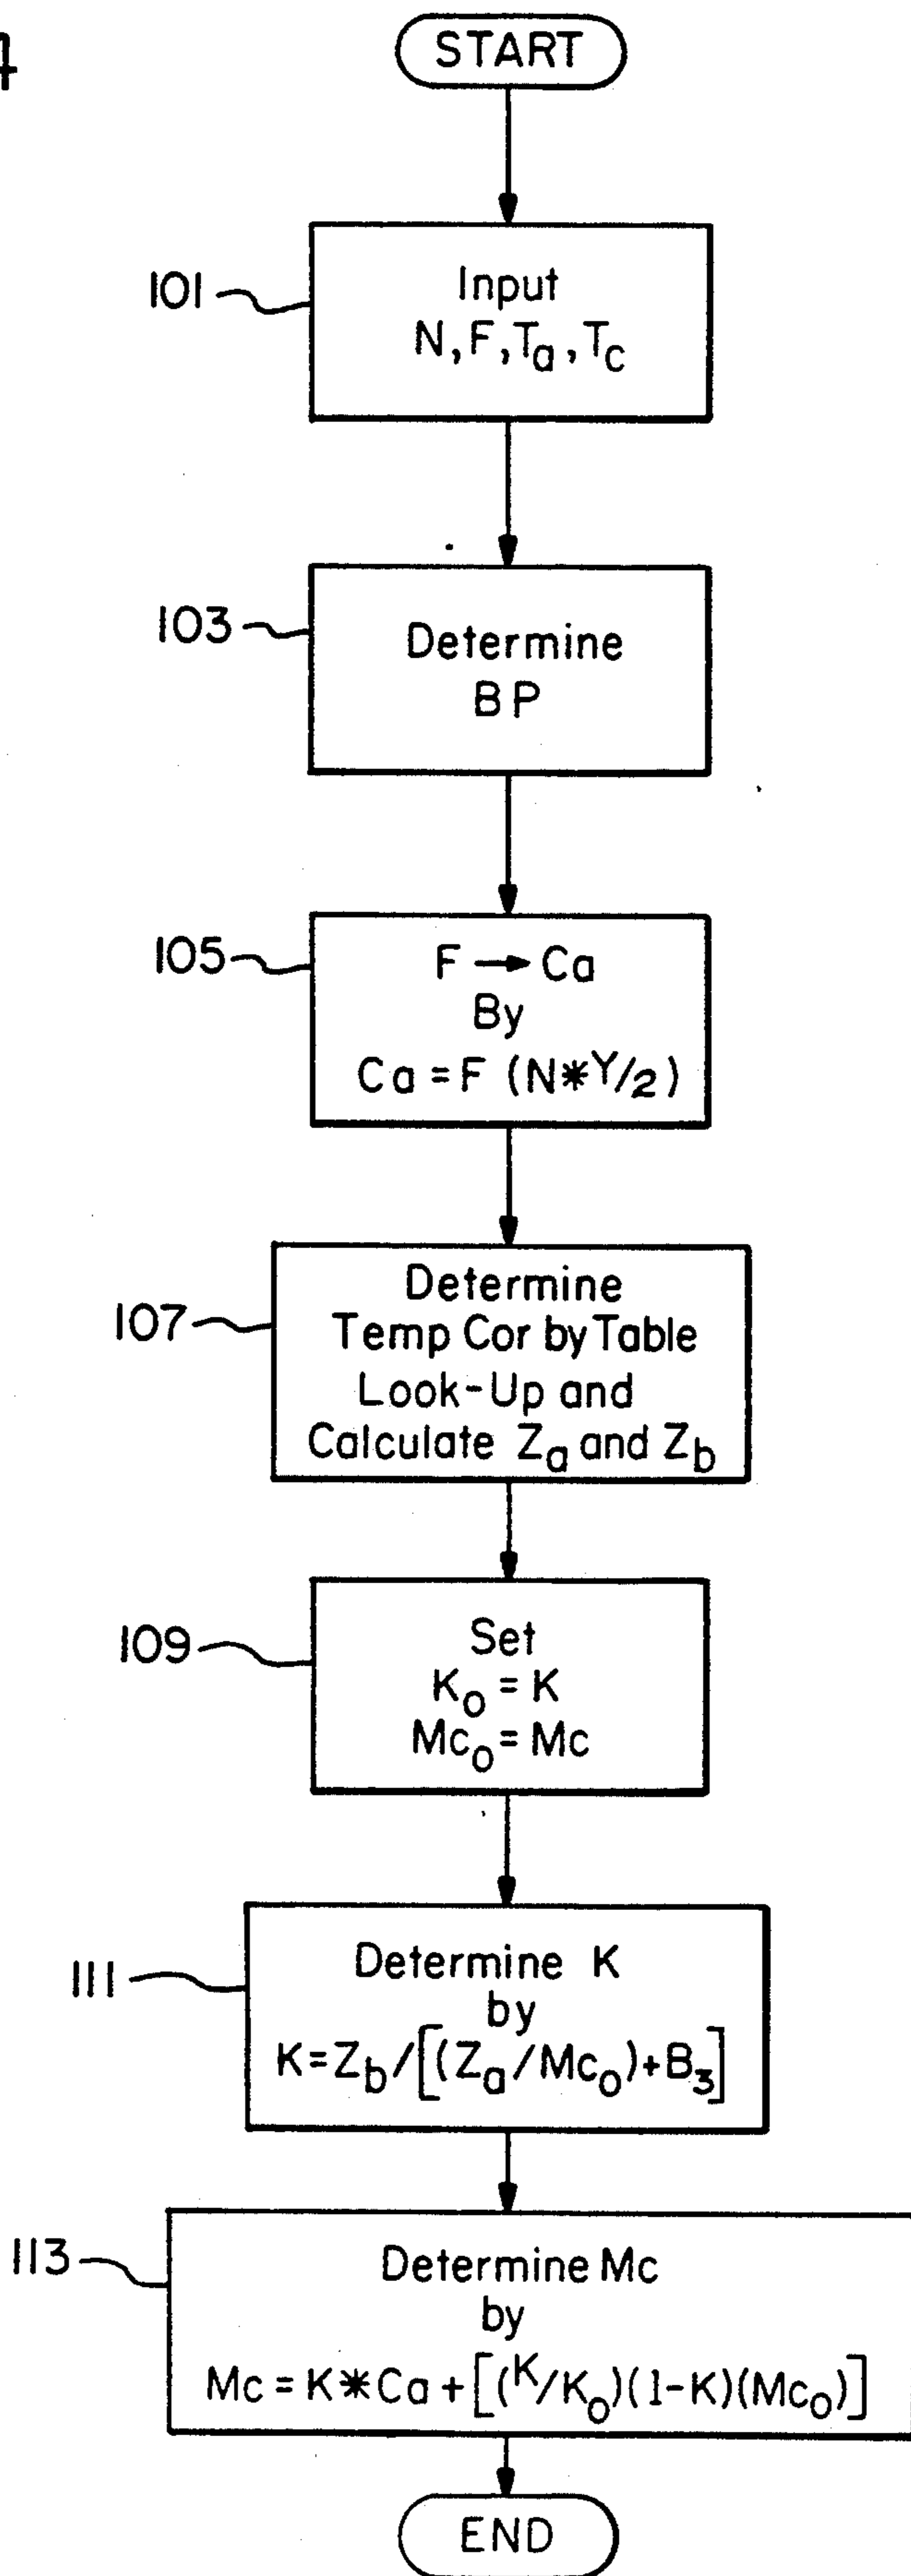 4
START
101
Input
N, F, Ta, Tc
103
Determine
BP
105
F → Ca
By
Ca = F (N*Y/2)
107
Determine
Temp Cor by Table
Look-Up and
Calculate Za and Zb
109
Set
Ko = K
Mco = Mc
111
Determine K
by
K=Zb/[(Za/Mco)+B3]
113
Determine Mc
by
Mc = K*Ca+[(K/Ko)(1-K)(Mco)]
END